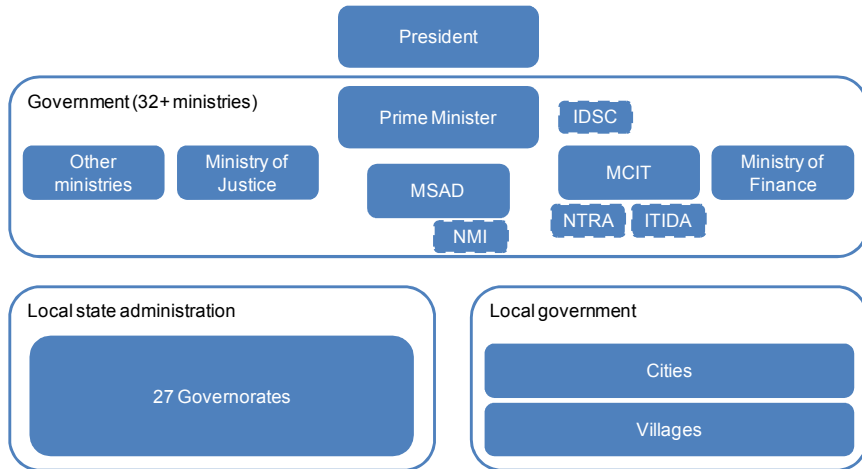 President
Government (32+ ministries)
Prime Minister
IDSC
Other
ministries
Ministry of
Justice
MSAD
MCIT
Ministry of
Finance
NMI
NTRA
ITIDA
Local state administration
27 Governorates
Local government
Cities
Villages